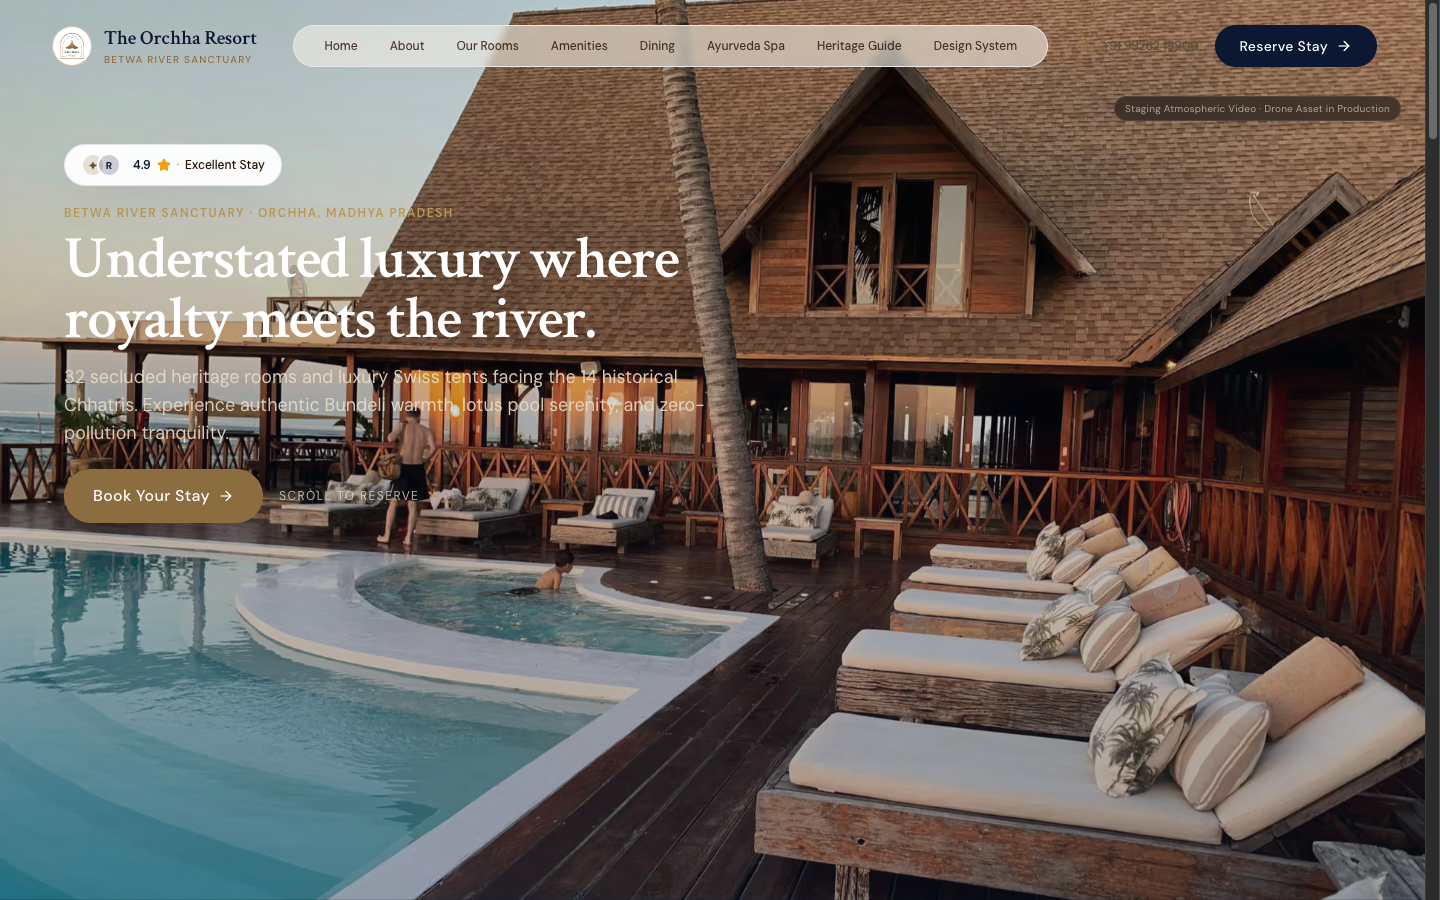 The Orchha Resort
BETWA RIVER SANCTUARY
Home About Our Rooms Amenities Dining Ayurveda Spa Heritage Guide Design System
Reserve Stay →
Staging Atmospheric Video · Drone Asset in Production
R 4.9 · Excellent Stay
BETWA RIVER SANCTUARY · ORCHHA, MADHYA PRADESH
Understated luxury where
royalty meets the river.
32 secluded heritage rooms and luxury Swiss tents facing the 14 historical
Chhatris. Experience authentic Bundeli warmth, lotus pool serenity, and zero-
pollution tranquility.
Book Your Stay →
SCROLL TO RESERVE